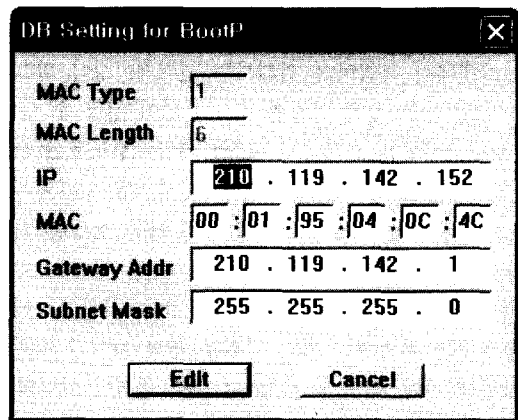 DB Setting for BootP
MAC Type 1
MAC Length 6
IP 210 . 119 . 142 . 152
MAC 00 : 01 : 95 : 04 : 0C : 4C
Gateway Addr 210 . 119 . 142 . 1
Subnet Mask 255 . 255 . 255 . 0
Edit Cancel